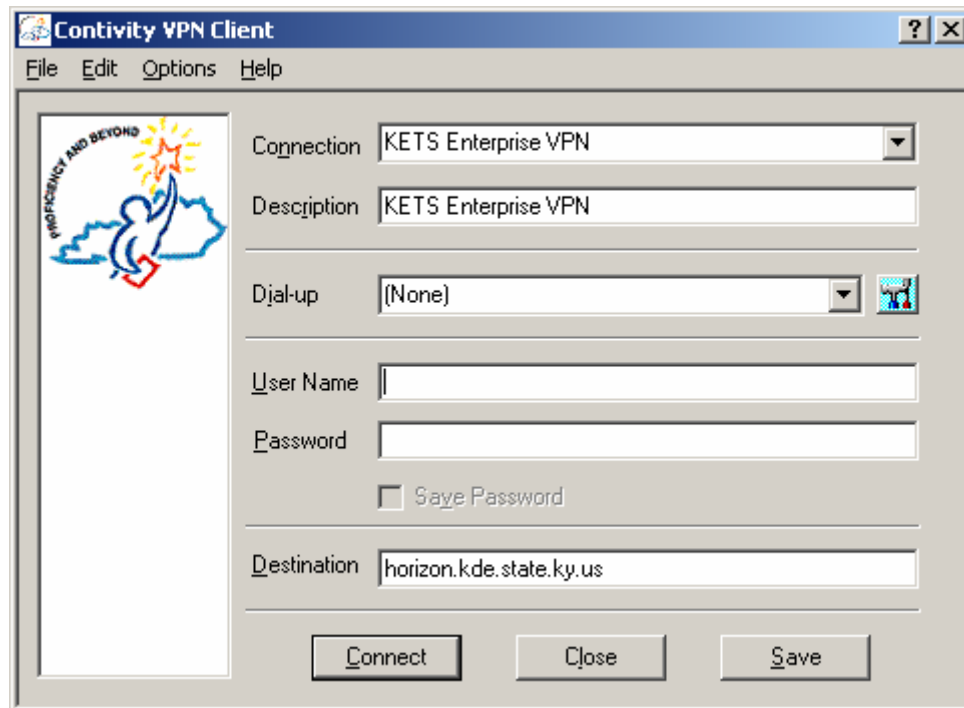 Contivity VPN Client
File Edit Options Help
PROFICIENCY AND BEYOND
Connection KETS Enterprise VPN
Description KETS Enterprise VPN
Dial-up (None)
User Name
Password
Save Password
Destination horizon.kde.state.ky.us
Connect Close Save